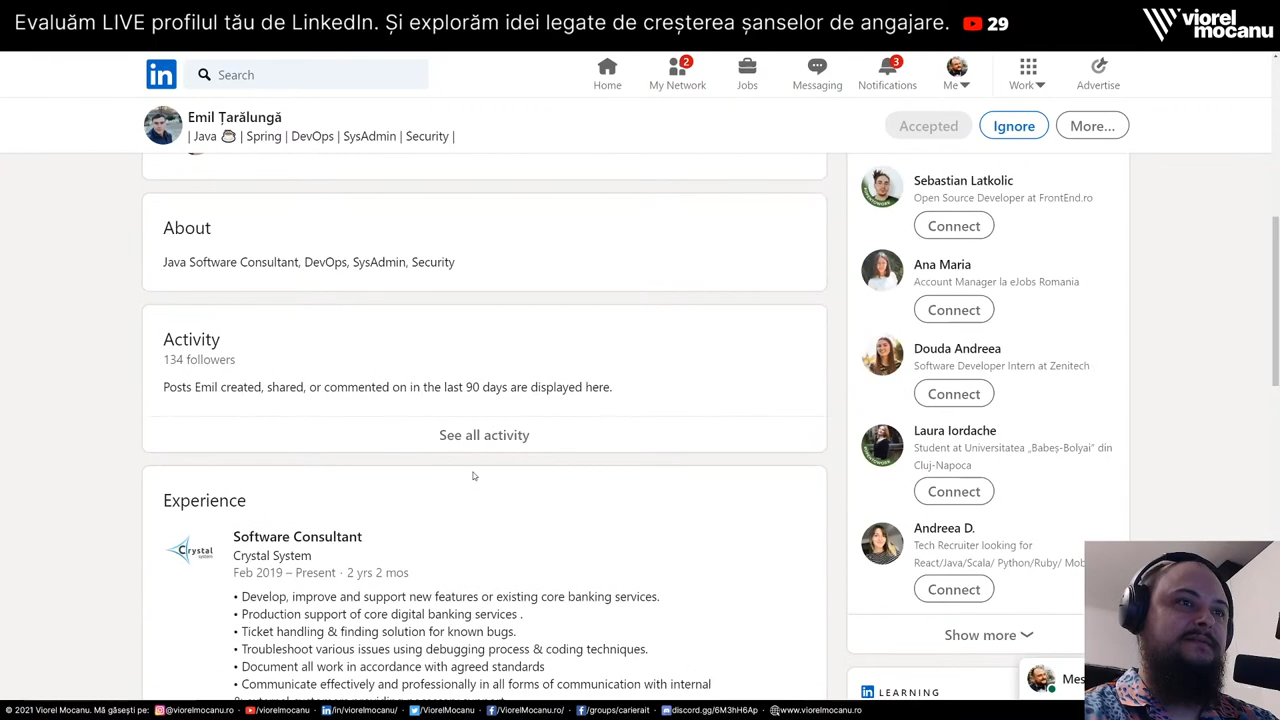 Evaluăm LIVE profilul tău de LinkedIn. Și explorăm idei legate de creșterea șanselor de angajare.
29
viorel
mocanu
in
Search
Home
2
My Network
Jobs
Messaging
3
Notifications
Me
Work
Advertise
Emil Țarălungă
| Java | Spring | DevOps | SysAdmin | Security |
Accepted
Ignore
More...
About
Java Software Consultant, DevOps, SysAdmin, Security
Activity
134 followers
Posts Emil created, shared, or commented on in the last 90 days are displayed here.
See all activity
Experience
Crystal
system
Software Consultant
Crystal System
Feb 2019 – Present · 2 yrs 2 mos
• Develop, improve and support new features or existing core banking services.
• Production support of core digital banking services .
• Ticket handling & finding solution for known bugs.
• Troubleshoot various issues using debugging process & coding techniques.
• Document all work in accordance with agreed standards
• Communicate effectively and professionally in all forms of communication with internal
Sebastian Latkolic
Open Source Developer at FrontEnd.ro
Connect
Ana Maria
Account Manager la eJobs Romania
Connect
Douda Andreea
Software Developer Intern at Zenitech
Connect
Laura Iordache
Student at Universitatea „Babeș-Bolyai” din
Cluj-Napoca
Connect
Andreea D.
Tech Recruiter looking for
React/Java/Scala/ Python/Ruby/ Mob
Connect
Show more
in LEARNING
Mes
© 2021 Viorel Mocanu. Mă găsești pe:
@viorelmocanu.ro
/viorelmocanu
/in/viorelmocanu/
/ViorelMocanu
/ViorelMocanu.ro/
/groups/carierait
discord.gg/6M3hH6Ap
www.viorelmocanu.ro